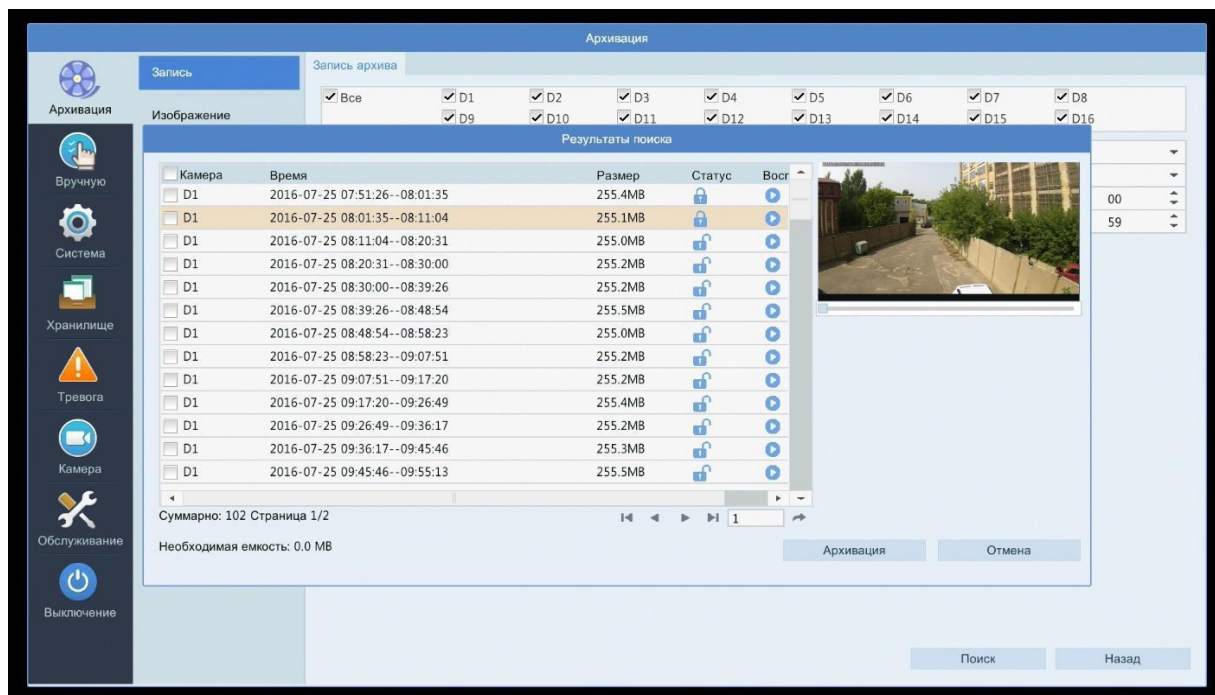 Архивация
Архивация
Вручную
Система
Хранилище
Тревога
Камера
Обслуживание
Выключение
Запись
Изображение
Запись архива
Все D1 D2 D3 D4 D5 D6 D7 D8
D9 D10 D11 D12 D13 D14 D15 D16
00
59
Результаты поиска
Камера Время Размер Статус Восг
D1 2016-07-25 07:51:26--08:01:35 255.4MB
D1 2016-07-25 08:01:35--08:11:04 255.1MB
D1 2016-07-25 08:11:04--08:20:31 255.0MB
D1 2016-07-25 08:20:31--08:30:00 255.2MB
D1 2016-07-25 08:30:00--08:39:26 255.2MB
D1 2016-07-25 08:39:26--08:48:54 255.5MB
D1 2016-07-25 08:48:54--08:58:23 255.0MB
D1 2016-07-25 08:58:23--09:07:51 255.2MB
D1 2016-07-25 09:07:51--09:17:20 255.2MB
D1 2016-07-25 09:17:20--09:26:49 255.4MB
D1 2016-07-25 09:26:49--09:36:17 255.2MB
D1 2016-07-25 09:36:17--09:45:46 255.3MB
D1 2016-07-25 09:45:46--09:55:13 255.5MB
Суммарно: 102 Страница 1/2
1
Необходимая емкость: 0.0 MB
Архивация Отмена
Поиск Назад